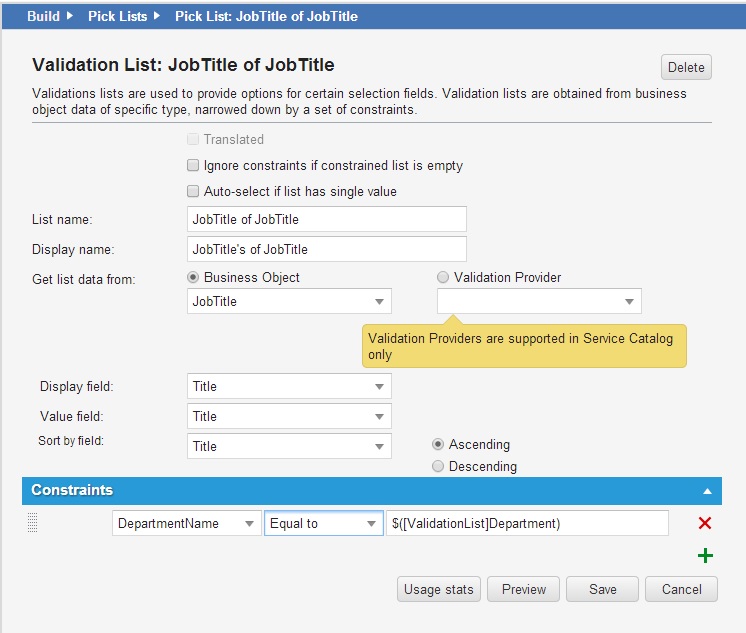 Build Pick Lists Pick List: JobTitle of JobTitle
Validation List: JobTitle of JobTitle
Delete
Validations lists are used to provide options for certain selection fields. Validation lists are obtained from business
object data of specific type, narrowed down by a set of constraints.
Translated
Ignore constraints if constrained list is empty
Auto-select if list has single value
List name: JobTitle of JobTitle
Display name: JobTitle's of JobTitle
Get list data from: Business Object Validation Provider
JobTitle
Validation Providers are supported in Service Catalog
only
Display field: Title
Value field: Title
Sort by field: Title Ascending
Descending
Constraints
DepartmentName Equal to $([ValidationList]Department)
Usage stats Preview Save Cancel